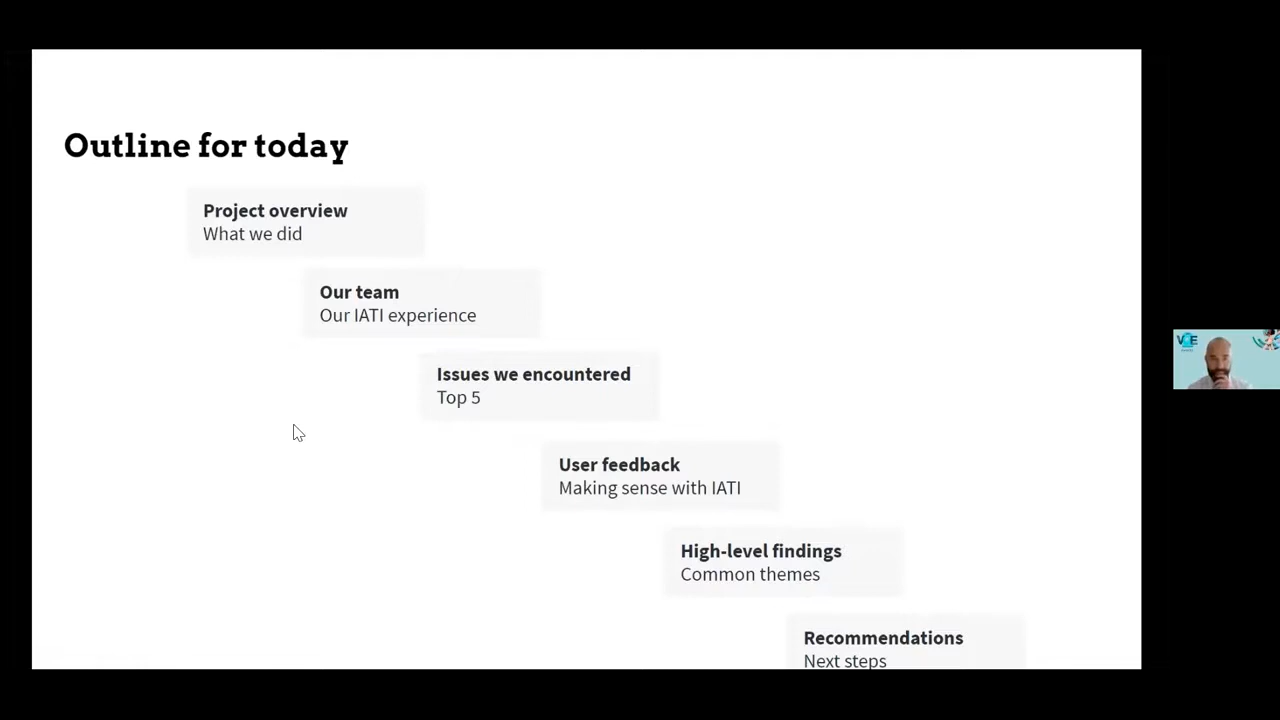 Outline for today
Project overview
What we did
Our team
Our IATI experience
Issues we encountered
Top 5
User feedback
Making sense with IATI
High-level findings
Common themes
Recommendations
Next steps